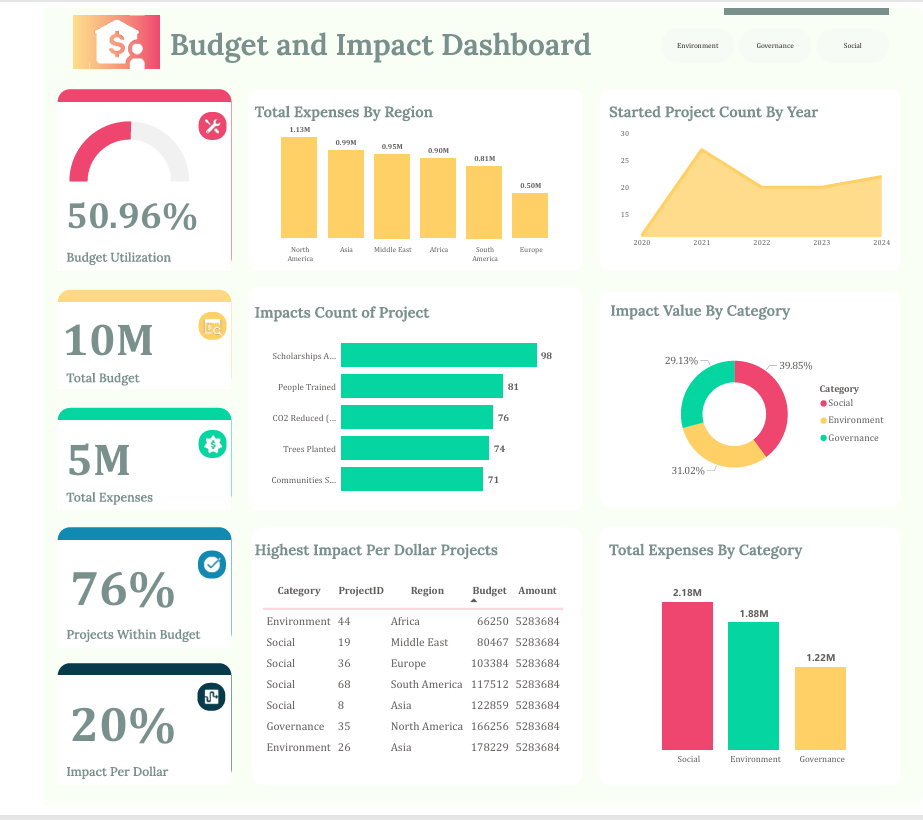 Budget and Impact Dashboard
Environment
Governance
Social
50.96%
Budget Utilization
10M
Total Budget
5M
Total Expenses
76%
Projects Within Budget
20%
Impact Per Dollar
Total Expenses By Region
1.13M
0.99M
0.95M
0.90M
0.81M
0.50M
North
America
Asia
Middle East
Africa
South
America
Europe
Started Project Count By Year
30
25
20
15
2020
2021
2022
2023
2024
Impacts Count of Project
Scholarships A... 98
People Trained 81
CO2 Reduced (... 76
Trees Planted 74
Communities S... 71
Impact Value By Category
29.13%
39.85%
31.02%
Category
Social
Environment
Governance
Highest Impact Per Dollar Projects
Category ProjectID Region Budget Amount
Environment 44 Africa 66250 5283684
Social 19 Middle East 80467 5283684
Social 36 Europe 103384 5283684
Social 68 South America 117512 5283684
Social 8 Asia 122859 5283684
Governance 35 North America 166256 5283684
Environment 26 Asia 178229 5283684
Total Expenses By Category
2.18M
1.88M
1.22M
Social
Environment
Governance